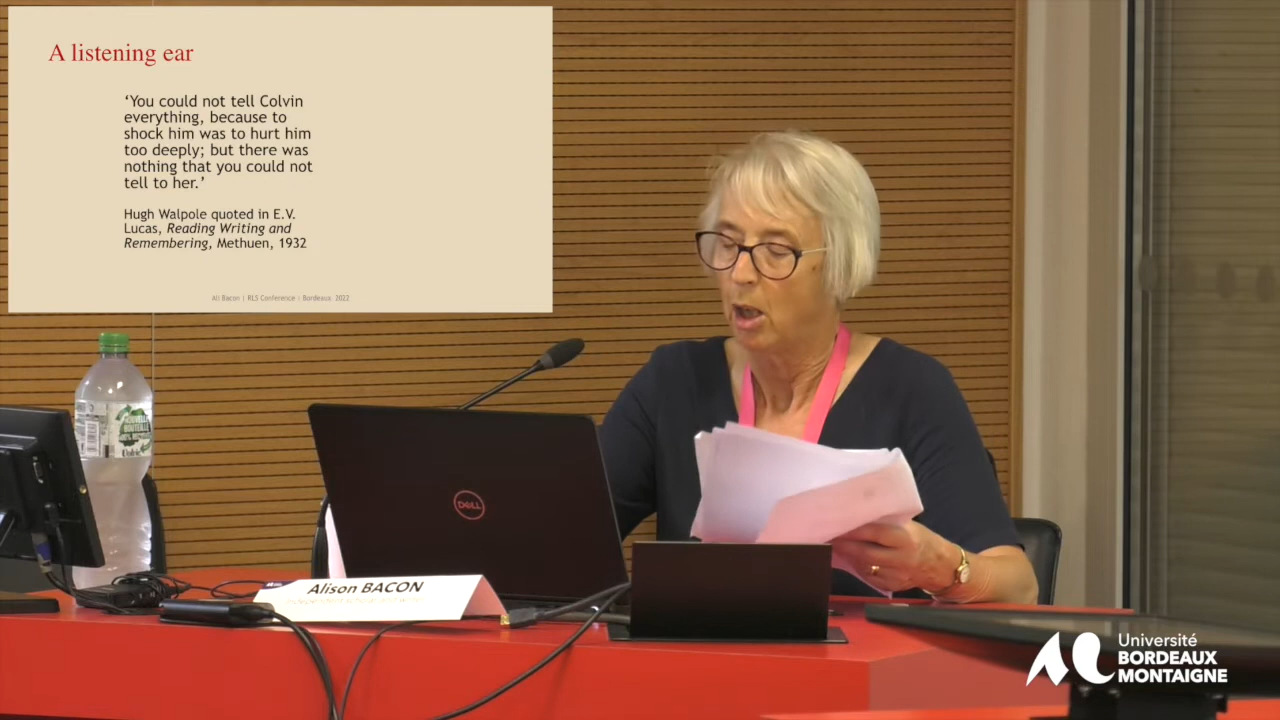 A listening ear
‘You could not tell Colvin
everything, because to
shock him was to hurt him
too deeply; but there was
nothing that you could not
tell to her.’
Hugh Walpole quoted in E.V.
Lucas, Reading Writing and
Remembering, Methuen, 1932
Ali Bacon | RLS Conference | Bordeaux 2022
DELL
Alison BACON
Université
BORDEAUX
MONTAIGNE